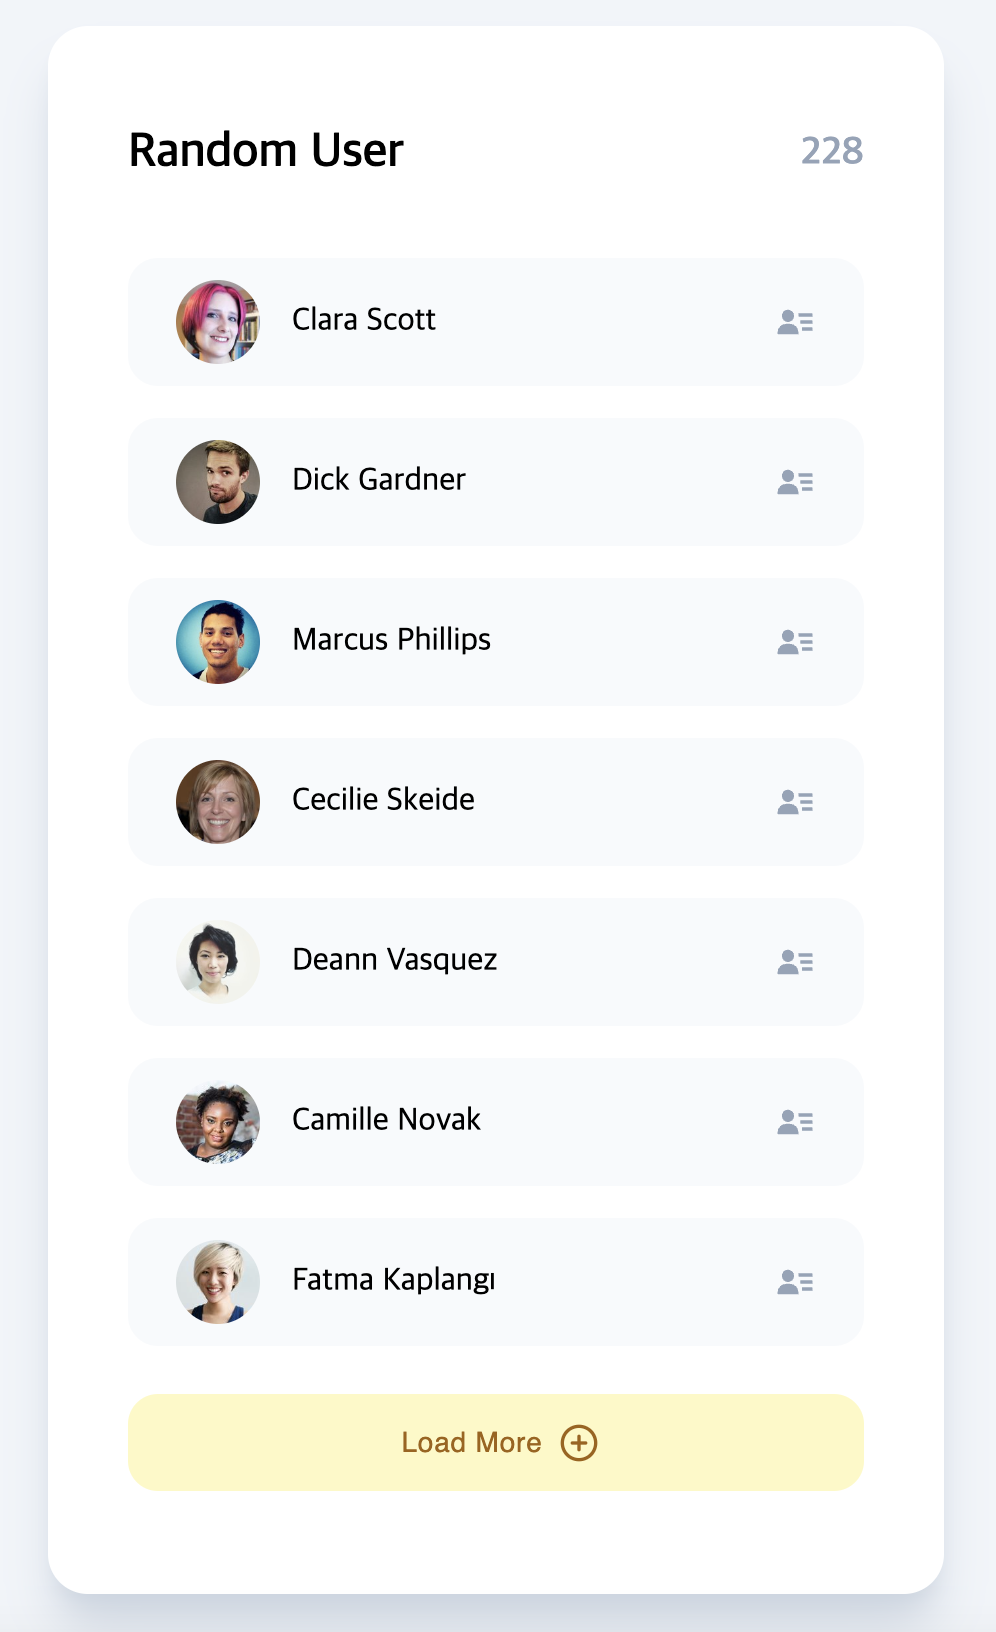 Random User
228
Clara Scott
Dick Gardner
Marcus Phillips
Cecilie Skeide
Deann Vasquez
Camille Novak
Fatma Kaplangı
Load More